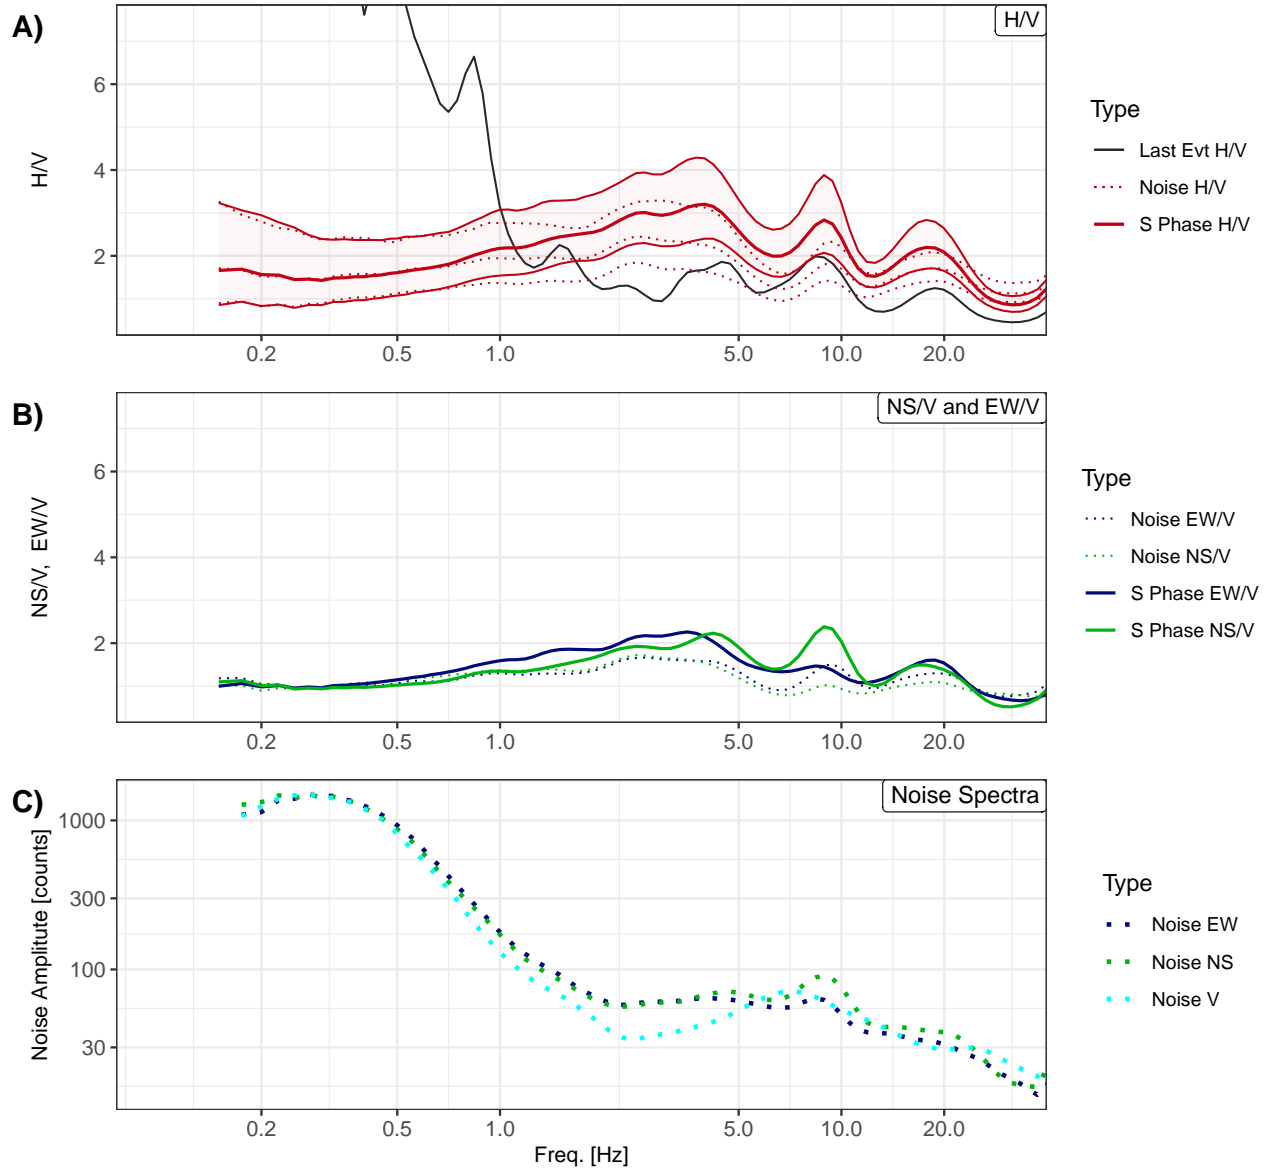 A)
H/V
6
4
2
H/V
0.2 0.5 1.0 5.0 10.0 20.0
Type
Last Evt H/V
Noise H/V
S Phase H/V
B)
NS/V and EW/V
6
4
2
NS/V, EW/V
0.2 0.5 1.0 5.0 10.0 20.0
Type
Noise EW/V
Noise NS/V
S Phase EW/V
S Phase NS/V
C)
Noise Spectra
1000
300
100
30
Noise Amplitute [counts]
0.2 0.5 1.0 5.0 10.0 20.0
Freq. [Hz]
Type
Noise EW
Noise NS
Noise V